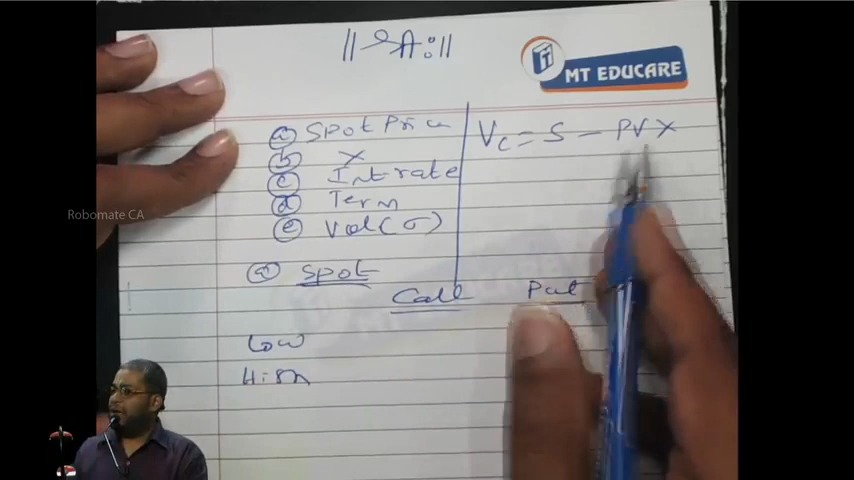 MT EDUCARE
(a) Spot Price
(b) X
(c) Int rate
(d) Term
(e) Vol (σ)
Vc = S - PV X
(a) Spot
Call Put
Low
High
Robomate CA